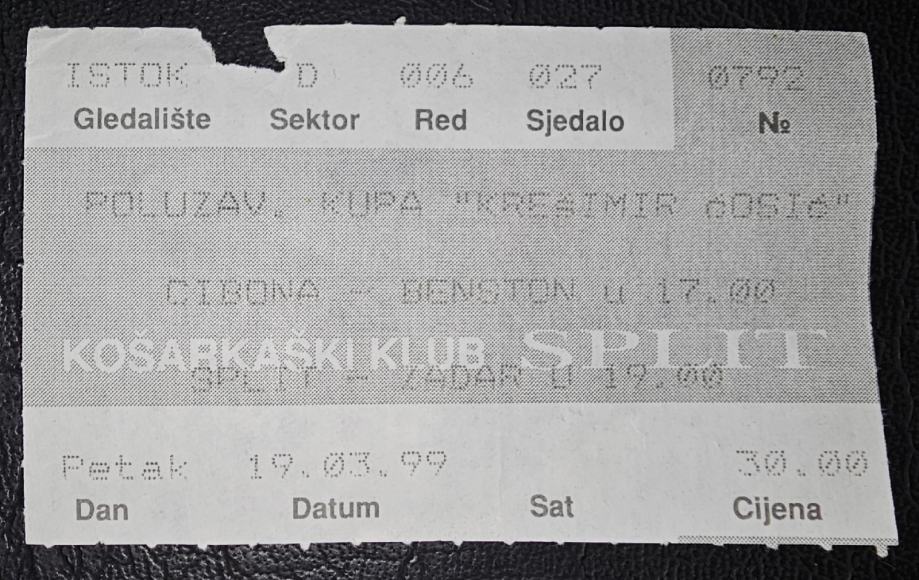 ISTOK D 006 027 0792
Gledalište Sektor Red Sjedalo №
POLUZAV. KUPA "KREšIMIR ćOSIć"
CIBONA - BENSTON u 17.00
KOŠARKAŠKI KLUB SPLIT
SPLIT - ZADAR U 19.00
Petak 19.03.99 30.00
Dan Datum Sat Cijena